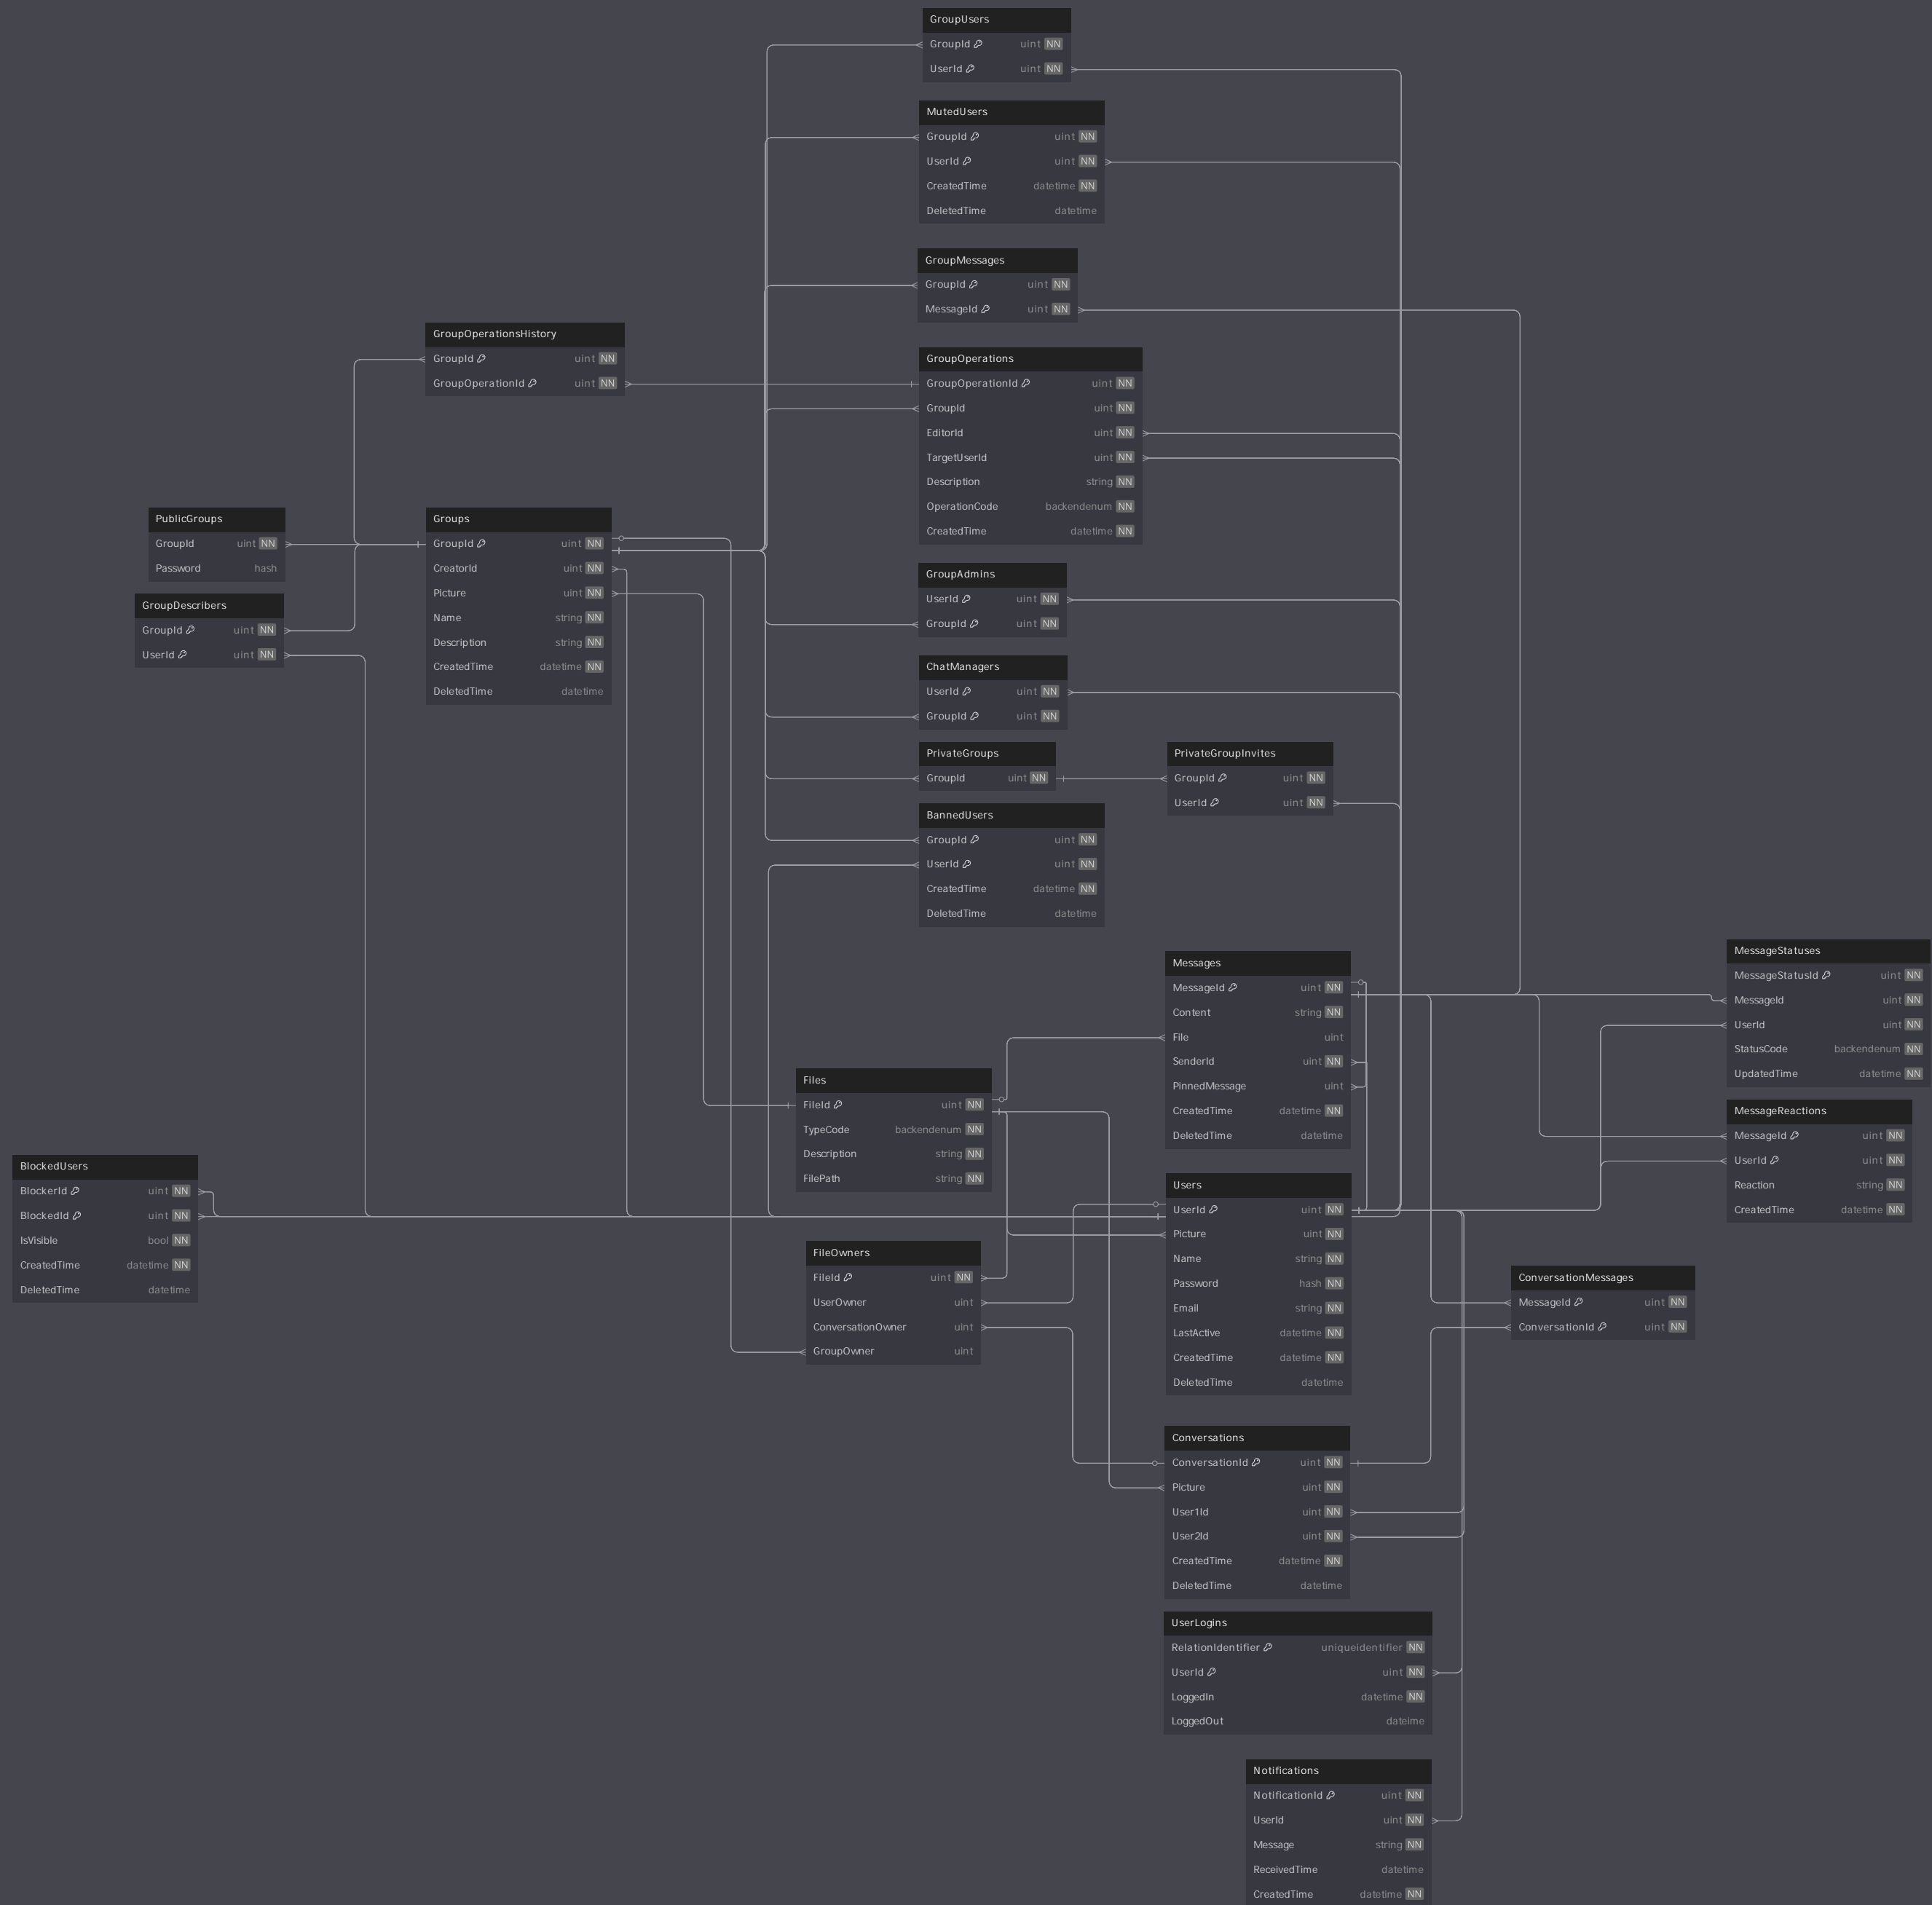 GroupUsers
GroupId uint NN
UserId uint NN
MutedUsers
GroupId uint NN
UserId uint NN
CreatedTime datetime NN
DeletedTime datetime
GroupMessages
GroupId uint NN
MessageId uint NN
GroupOperationsHistory
GroupId uint NN
GroupOperationId uint NN
GroupOperations
GroupOperationId uint NN
GroupId uint NN
EditorId uint NN
TargetUserId uint NN
Description string NN
OperationCode backendenum NN
CreatedTime datetime NN
PublicGroups
GroupId uint NN
Password hash
GroupDescribers
GroupId uint NN
UserId uint NN
Groups
GroupId uint NN
CreatorId uint NN
Picture uint NN
Name string NN
Description string NN
CreatedTime datetime NN
DeletedTime datetime
GroupAdmins
UserId uint NN
GroupId uint NN
ChatManagers
UserId uint NN
GroupId uint NN
PrivateGroups
GroupId uint NN
PrivateGroupInvites
GroupId uint NN
UserId uint NN
BannedUsers
GroupId uint NN
UserId uint NN
CreatedTime datetime NN
DeletedTime datetime
Messages
MessageId uint NN
Content string NN
File uint
SenderId uint NN
PinnedMessage uint
CreatedTime datetime NN
DeletedTime datetime
MessageStatuses
MessageStatusId uint NN
MessageId uint NN
UserId uint NN
StatusCode backendenum NN
UpdatedTime datetime NN
Files
FileId uint NN
TypeCode backendenum NN
Description string NN
FilePath string NN
MessageReactions
MessageId uint NN
UserId uint NN
Reaction string NN
CreatedTime datetime NN
BlockedUsers
BlockerId uint NN
BlockedId uint NN
IsVisible bool NN
CreatedTime datetime NN
DeletedTime datetime
Users
UserId uint NN
Picture uint NN
Name string NN
Password hash NN
Email string NN
LastActive datetime NN
CreatedTime datetime NN
DeletedTime datetime
FileOwners
FileId uint NN
UserOwner uint
ConversationOwner uint
GroupOwner uint
ConversationMessages
MessageId uint NN
ConversationId uint NN
Conversations
ConversationId uint NN
Picture uint NN
User1Id uint NN
User2Id uint NN
CreatedTime datetime NN
DeletedTime datetime
UserLogins
RelationIdentifier uniqueidentifier NN
UserId uint NN
LoggedIn datetime NN
LoggedOut dateime
Notifications
NotificationId uint NN
UserId uint NN
Message string NN
ReceivedTime datetime
CreatedTime datetime NN